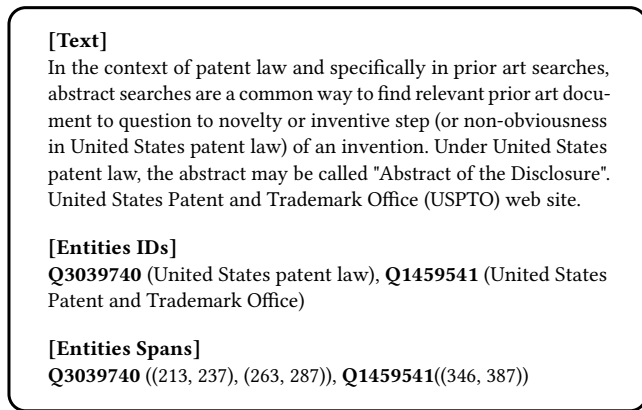 [Text]
In the context of patent law and specifically in prior art searches,
abstract searches are a common way to find relevant prior art docu-
ment to question to novelty or inventive step (or non-obviousness
in United States patent law) of an invention. Under United States
patent law, the abstract may be called "Abstract of the Disclosure".
United States Patent and Trademark Office (USPTO) web site.
[Entities IDs]
Q3039740 (United States patent law), Q1459541 (United States
Patent and Trademark Office)
[Entities Spans]
Q3039740 ((213, 237), (263, 287)), Q1459541((346, 387))